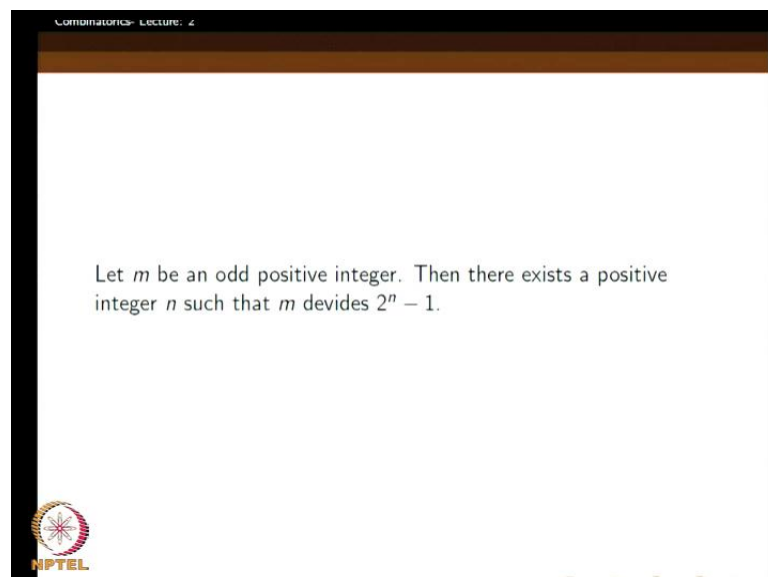 Combinatorics- Lecture: 2
Let m be an odd positive integer. Then there exists a positive
integer n such that m devides 2ⁿ − 1.
NPTEL